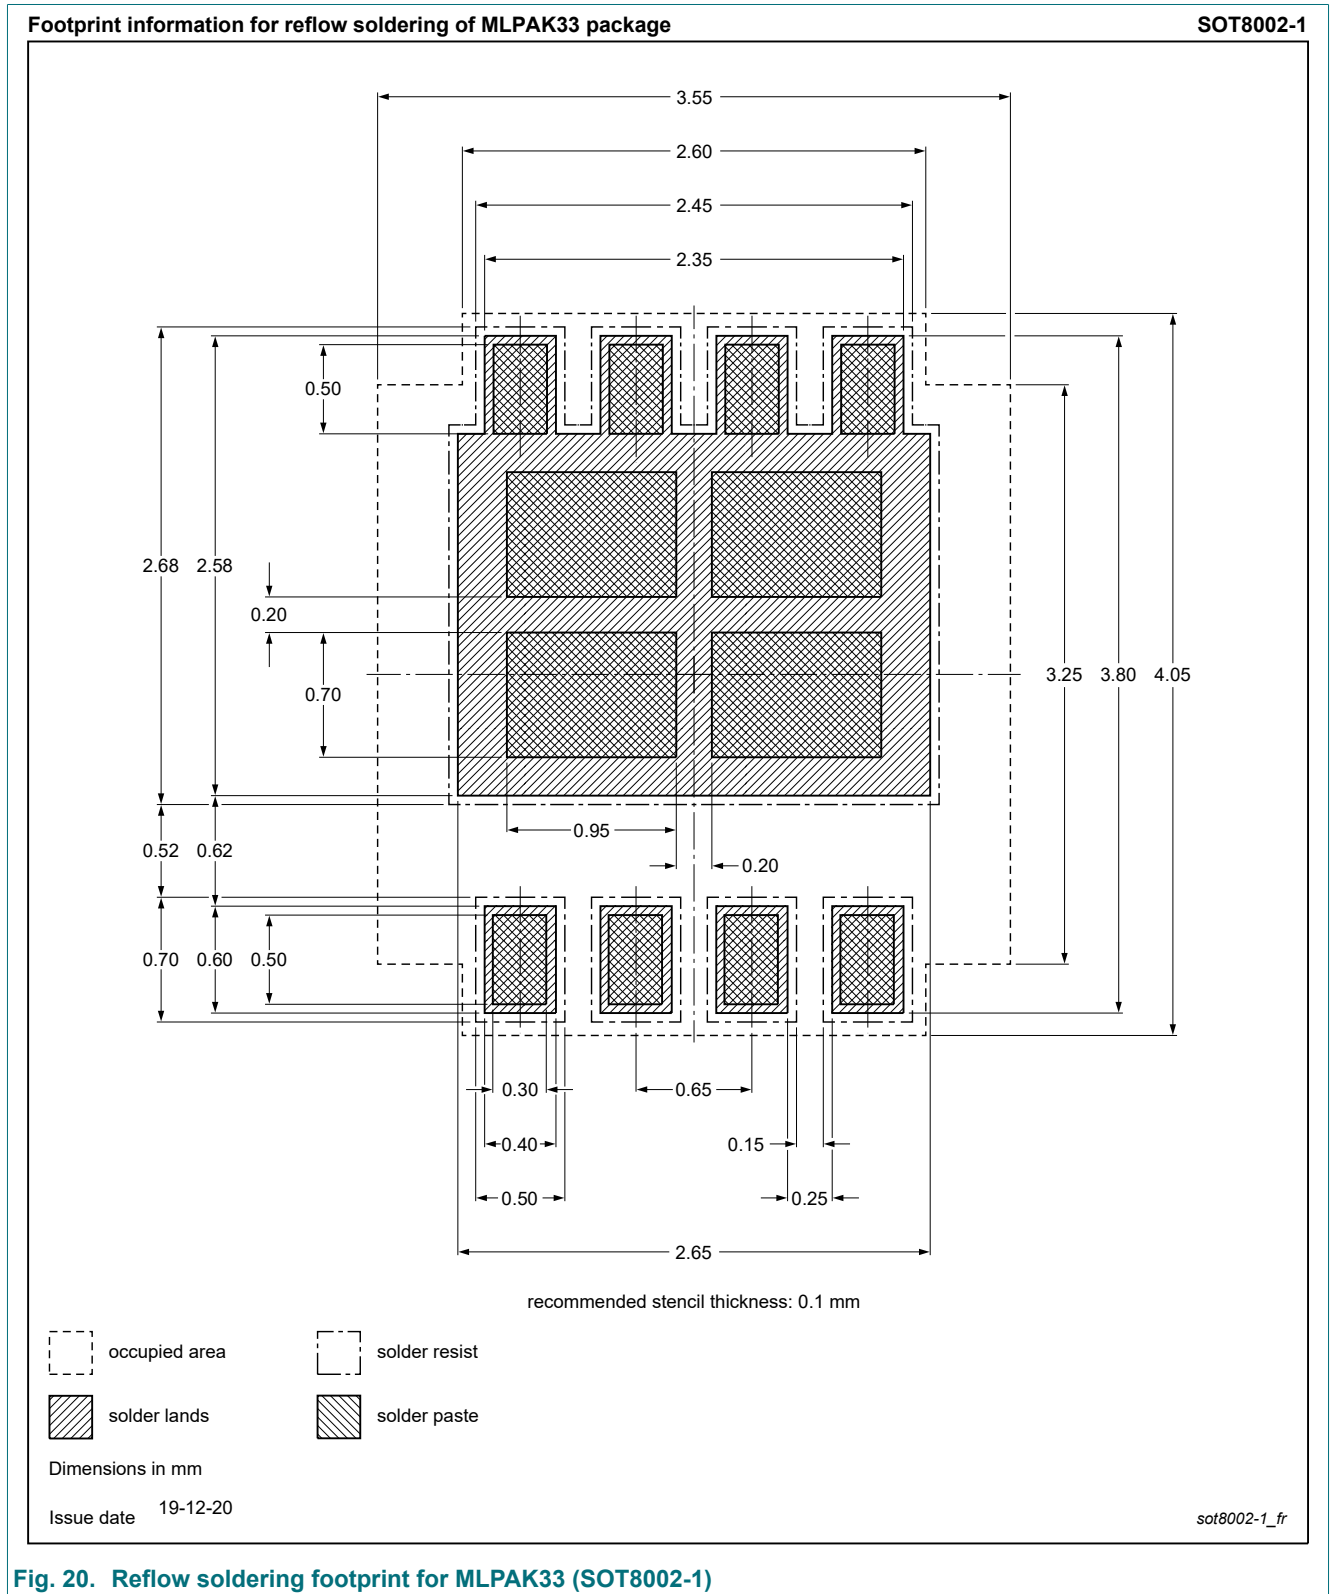 Footprint information for reflow soldering of MLPAK33 package SOT8002-1
3.55
2.60
2.45
2.35
0.50
2.68 2.58
0.20
0.70
3.25 3.80 4.05
0.95
0.52 0.62
0.20
0.70 0.60 0.50
0.30 0.65
0.40 0.15
0.50 0.25
2.65
recommended stencil thickness: 0.1 mm
occupied area solder resist
solder lands solder paste
Dimensions in mm
Issue date 19-12-20
sot8002-1_fr
Fig. 20. Reflow soldering footprint for MLPAK33 (SOT8002-1)